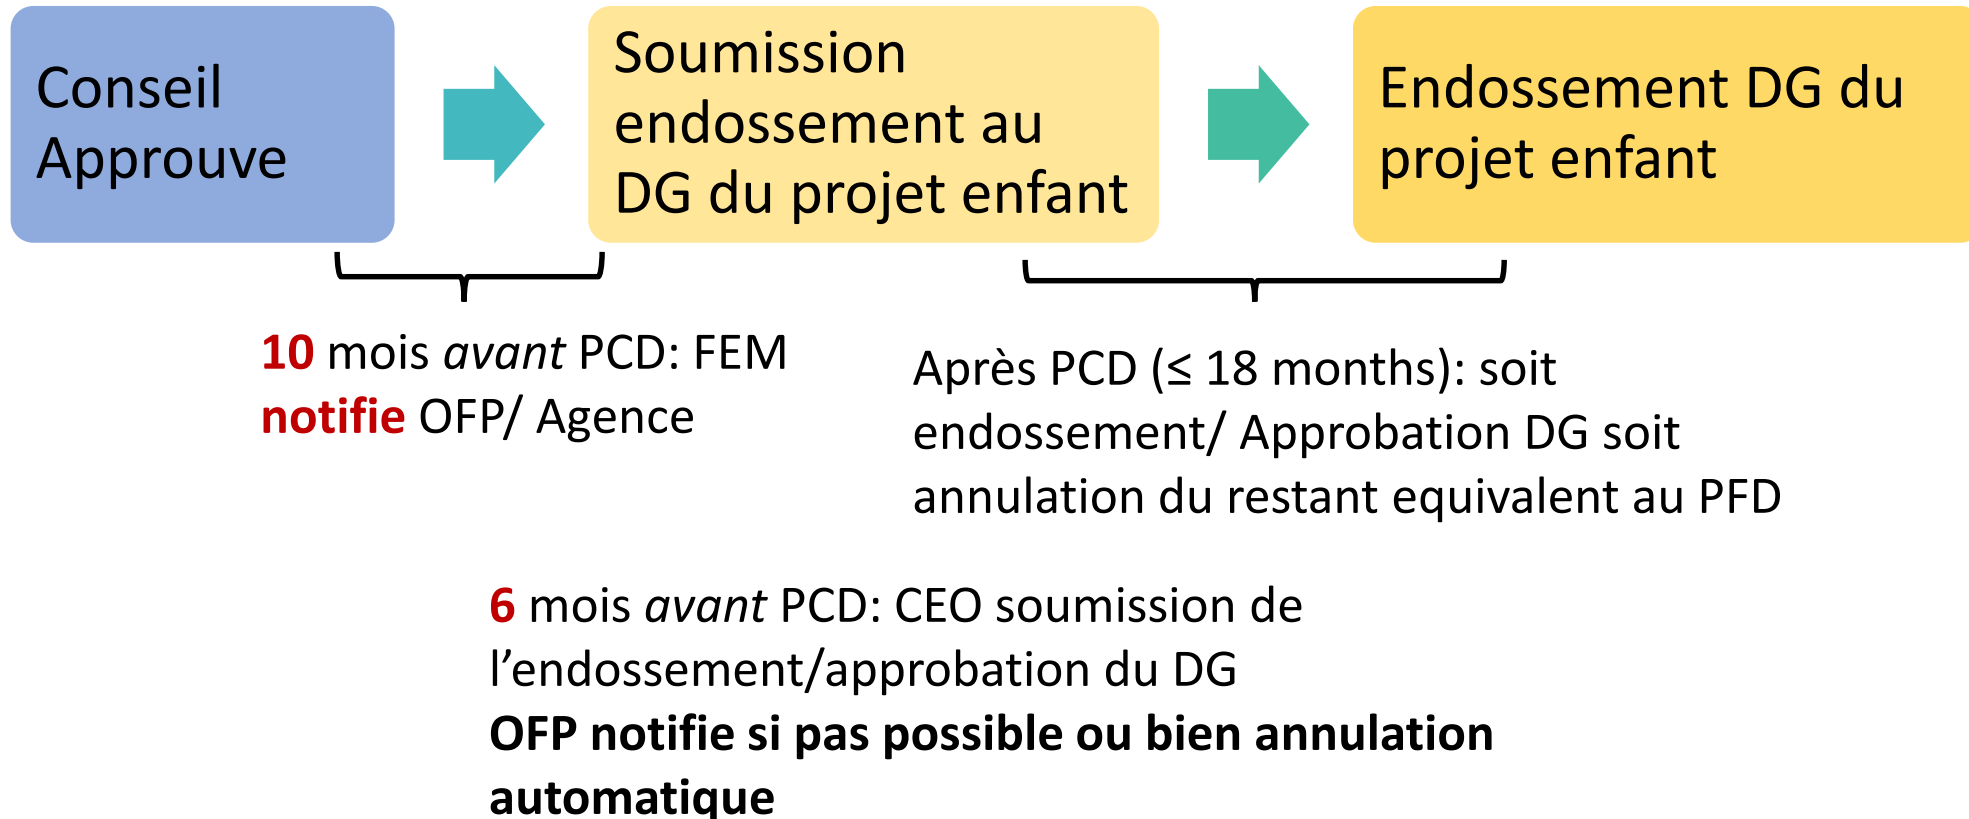 Conseil
Approuve
Soumission
endossement au
DG du projet enfant
Endossement DG du
projet enfant
10 mois avant PCD: FEM
notifie OFP/ Agence
Après PCD (≤ 18 months): soit
endossement/ Approbation DG soit
annulation du restant equivalent au PFD
6 mois avant PCD: CEO soumission de
l’endossement/approbation du DG
OFP notifie si pas possible ou bien annulation
automatique